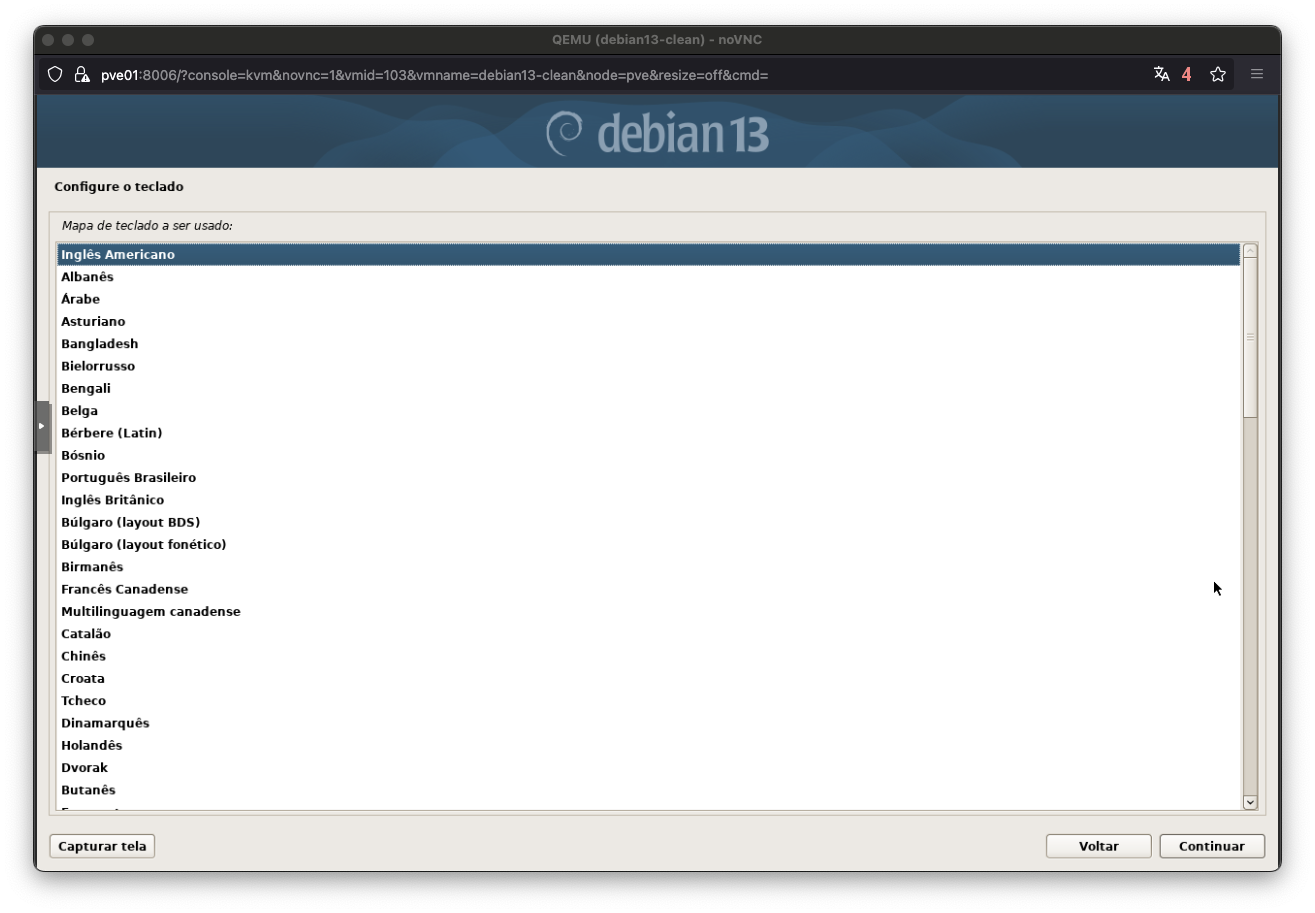 QEMU (debian13-clean) - noVNC
pve01:8006/?console=kvm&novnc=1&vmid=103&vmname=debian13-clean&node=pve&resize=off&cmd=
4
debian 13
Configure o teclado
Mapa de teclado a ser usado:
Inglês Americano
Albanês
Árabe
Asturiano
Bangladesh
Bielorrusso
Bengali
Belga
Bérbere (Latin)
Bósnio
Português Brasileiro
Inglês Britânico
Búlgaro (layout BDS)
Búlgaro (layout fonético)
Birmanês
Francês Canadense
Multilinguagem canadense
Catalão
Chinês
Croata
Tcheco
Dinamarquês
Holandês
Dvorak
Butanês
Capturar tela
Voltar
Continuar